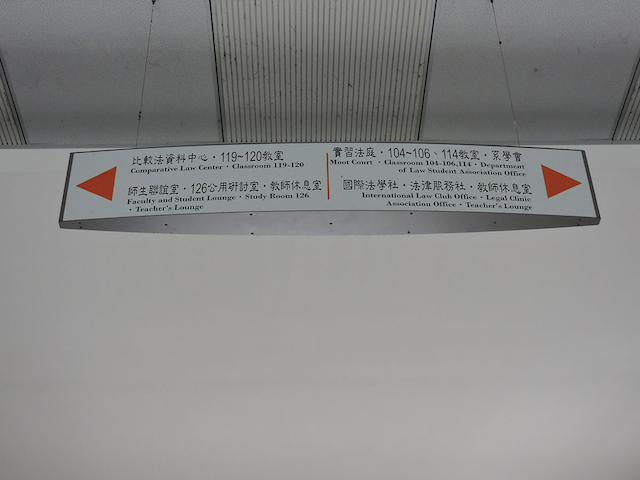 比較法資料中心・119~120教室
Comparative Law Center・Classroom 119-120
師生聯誼室・126公用研討室・教師休息室
Faculty and Student Lounge・Study Room 126
・Teacher's Lounge
實習法庭・104~106、114教室・系學會
Moot Court・Classroom 104-106,114・Department
of Law Student Association Office
國際法學社・法律服務社・教師休息室
International Law Club Office・Legal Clinic
Association Office・Teacher's Lounge